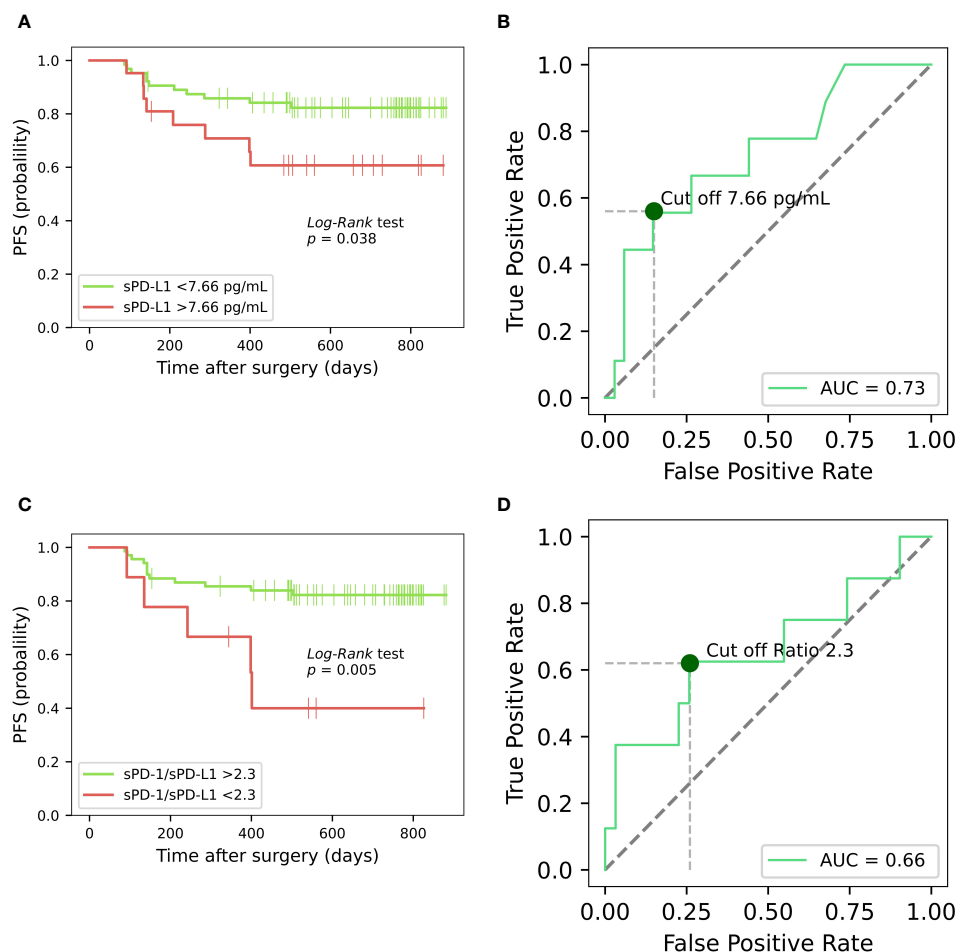 A
PFS (probalility)
1.0
0.8
0.6
0.4
0.2
0.0
Log-Rank test
p = 0.038
sPD-L1 <7.66 pg/mL
sPD-L1 >7.66 pg/mL
0 200 400 600 800
Time after surgery (days)
B
True Positive Rate
1.0
0.8
0.6
0.4
0.2
0.0
Cut off 7.66 pg/mL
AUC = 0.73
0.00 0.25 0.50 0.75 1.00
False Positive Rate
C
PFS (probalility)
1.0
0.8
0.6
0.4
0.2
0.0
Log-Rank test
p = 0.005
sPD-1/sPD-L1 >2.3
sPD-1/sPD-L1 <2.3
0 200 400 600 800
Time after surgery (days)
D
True Positive Rate
1.0
0.8
0.6
0.4
0.2
0.0
Cut off Ratio 2.3
AUC = 0.66
0.00 0.25 0.50 0.75 1.00
False Positive Rate